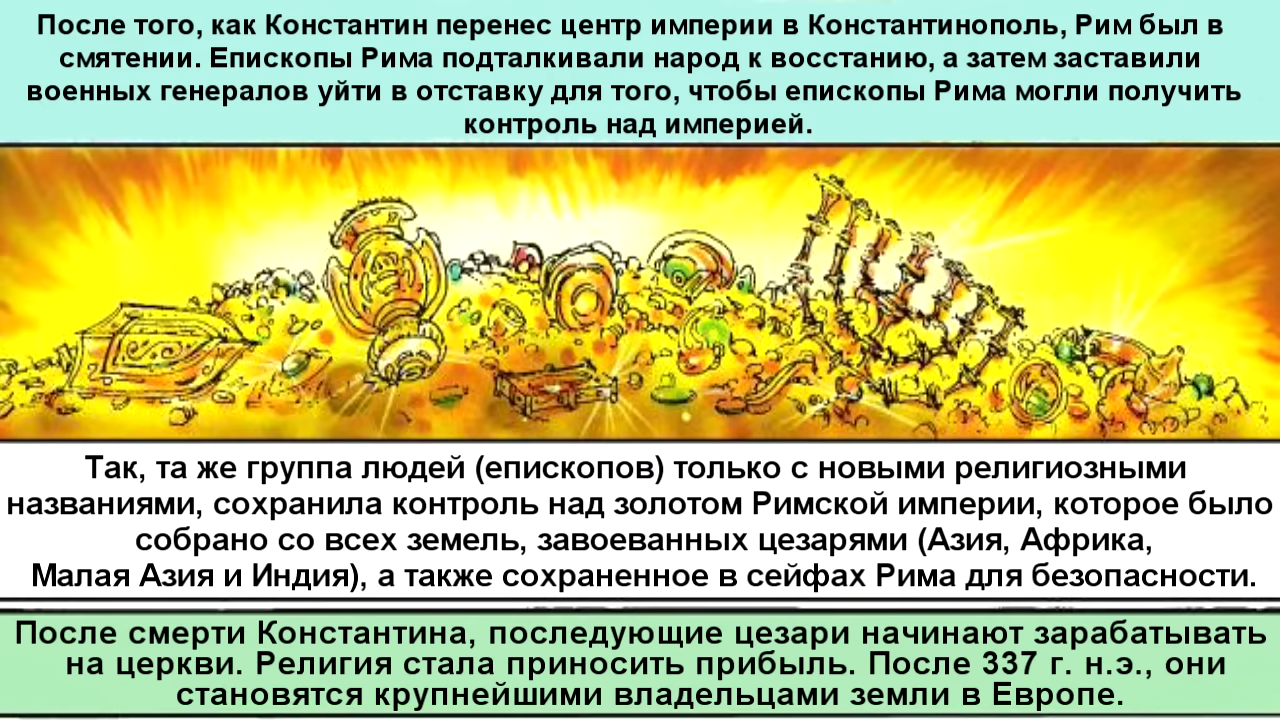 После того, как Константин перенес центр империи в Константинополь, Рим был в
смятении. Епископы Рима подталкивали народ к восстанию, а затем заставили
военных генералов уйти в отставку для того, чтобы епископы Рима могли получить
контроль над империей.
Так, та же группа людей (епископов) только с новыми религиозными
названиями, сохранила контроль над золотом Римской империи, которое было
собрано со всех земель, завоеванных цезарями (Азия, Африка,
Малая Азия и Индия), а также сохраненное в сейфах Рима для безопасности.
После смерти Константина, последующие цезари начинают зарабатывать
на церкви. Религия стала приносить прибыль. После 337 г. н.э., они
становятся крупнейшими владельцами земли в Европе.